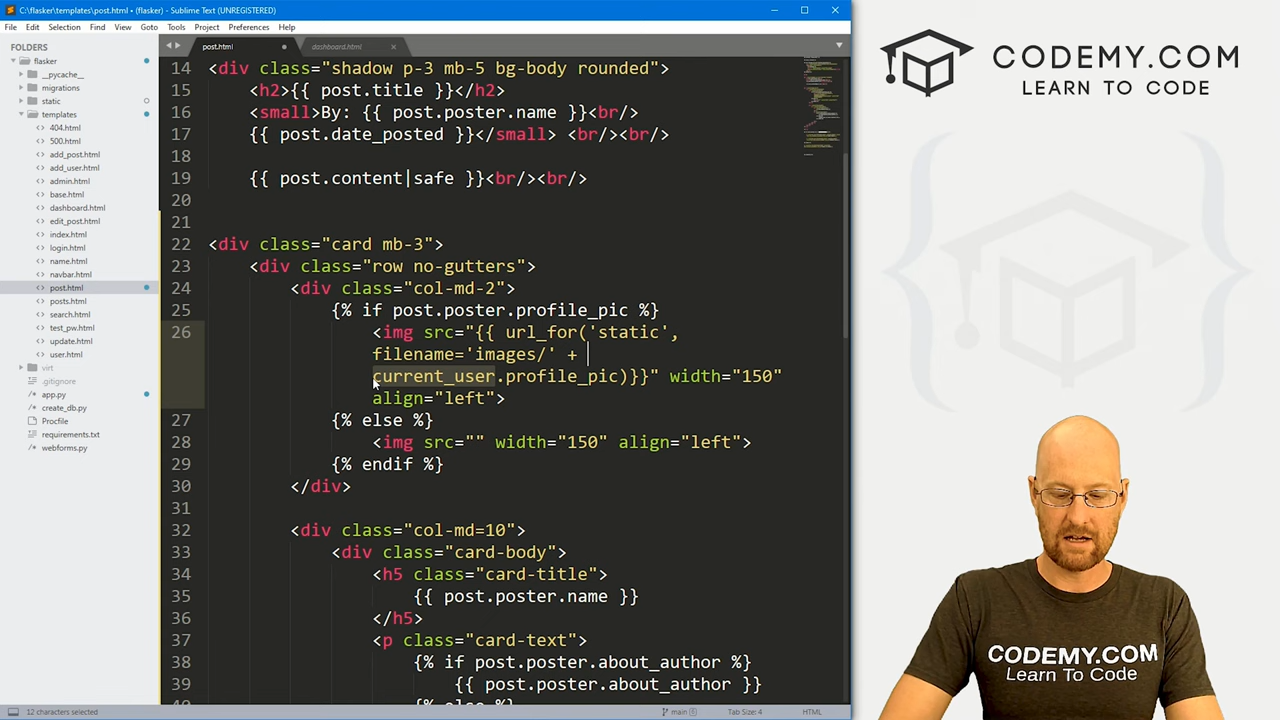 C:\flasker\templates\post.html • (flasker) - Sublime Text (UNREGISTERED)
File Edit Selection Find View Goto Tools Project Preferences Help
FOLDERS
flasker
__pycache__
migrations
static
templates
404.html
500.html
add_post.html
add_user.html
admin.html
base.html
dashboard.html
edit_post.html
index.html
login.html
name.html
navbar.html
post.html
posts.html
search.html
test_pw.html
update.html
user.html
virt
.gitignore
app.py
create_db.py
Procfile
requirements.txt
webforms.py
post.html dashboard.html
14 <div class="shadow p-3 mb-5 bg-body rounded">
15 <h2>{{ post.title }}</h2>
16 <small>By: {{ post.poster.name }}<br/>
17 {{ post.date_posted }}</small> <br/><br/>
18
19 {{ post.content|safe }}<br/><br/>
20
21
22 <div class="card mb-3">
23 <div class="row no-gutters">
24 <div class="col-md-2">
25 {% if post.poster.profile_pic %}
26 <img src="{{ url_for('static',
filename='images/' +
current_user.profile_pic)}}" width="150"
align="left">
27 {% else %}
28 <img src="" width="150" align="left">
29 {% endif %}
30 </div>
31
32 <div class="col-md=10">
33 <div class="card-body">
34 <h5 class="card-title">
35 {{ post.poster.name }}
36 </h5>
37 <p class="card-text">
38 {% if post.poster.about_author %}
39 {{ post.poster.about_author }}
{% else %}
12 characters selected main Tab Size: 4 HTML
CODEMY.COM
LEARN TO CODE
CODEMY.COM
Learn To Code